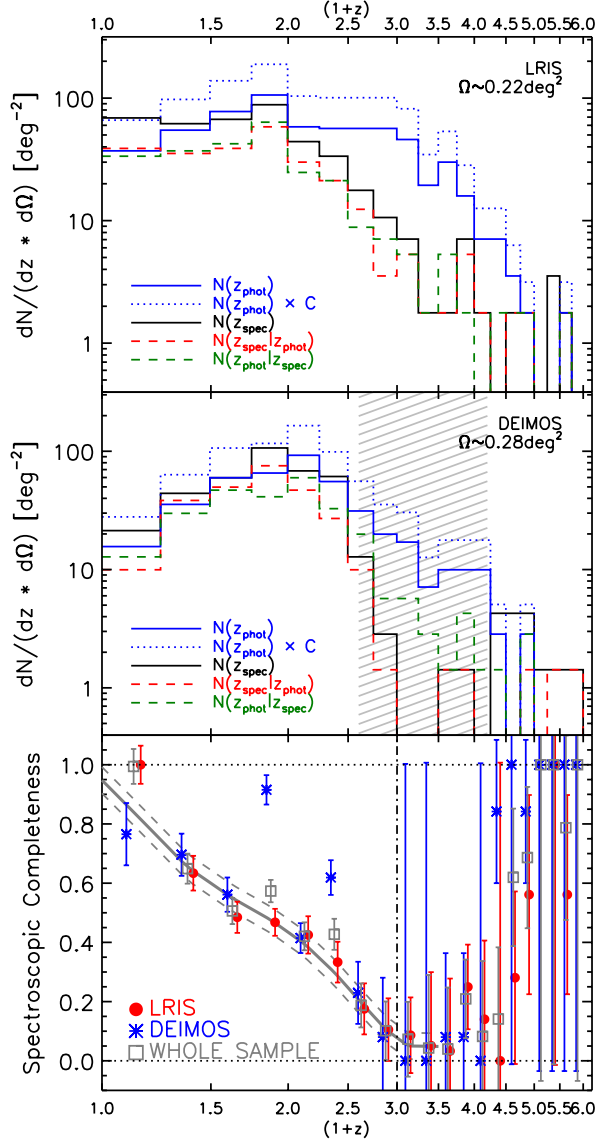 (1+z)
1.0 1.5 2.0 2.5 3.0 3.5 4.0 4.5 5.0 5.5 6.0
LRIS
Ω~0.22deg²
dN/(dz * dΩ) [deg⁻²]
100
10
1
N(z_phot)
N(z_phot) × C
N(z_spec)
N(z_spec|z_phot)
N(z_phot|z_spec)
DEIMOS
Ω~0.28deg²
dN/(dz * dΩ) [deg⁻²]
100
10
1
N(z_phot)
N(z_phot) × C
N(z_spec)
N(z_spec|z_phot)
N(z_phot|z_spec)
Spectroscopic Completeness
1.0
0.8
0.6
0.4
0.2
0.0
LRIS
DEIMOS
WHOLE SAMPLE
1.0 1.5 2.0 2.5 3.0 3.5 4.0 4.5 5.0 5.5 6.0
(1+z)